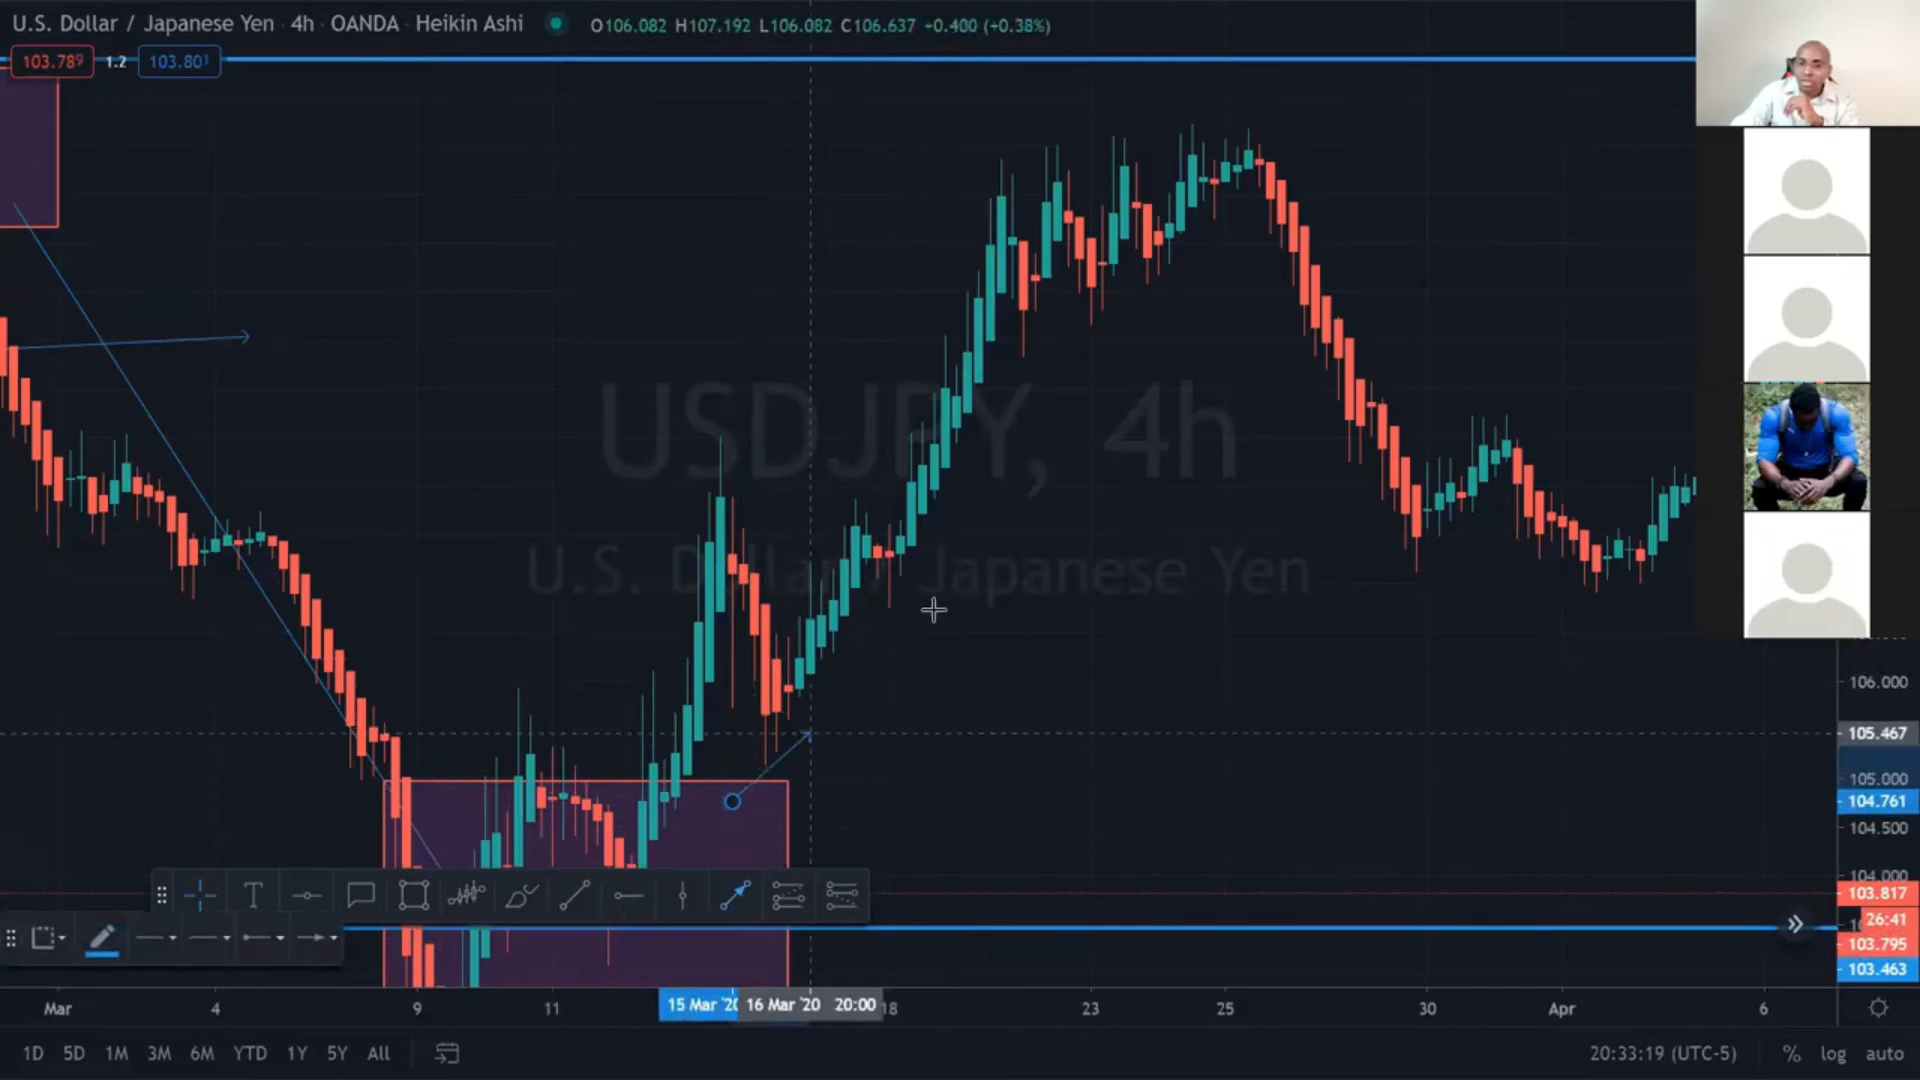 U.S. Dollar / Japanese Yen · 4h · OANDA · Heikin Ashi
O106.082 H107.192 L106.082 C106.637 +0.400 (+0.38%)
103.789 1.2 103.801
USDJPY, 4h
U.S. Dollar / Japanese Yen
106.000
105.467
105.000
104.761
104.500
104.000
103.817
26:41
103.795
103.463
Mar 4 9 11 15 Mar '20 16 Mar '20 20:00 18 23 25 30 Apr 6
1D 5D 1M 3M 6M YTD 1Y 5Y All
20:33:19 (UTC-5) % log auto